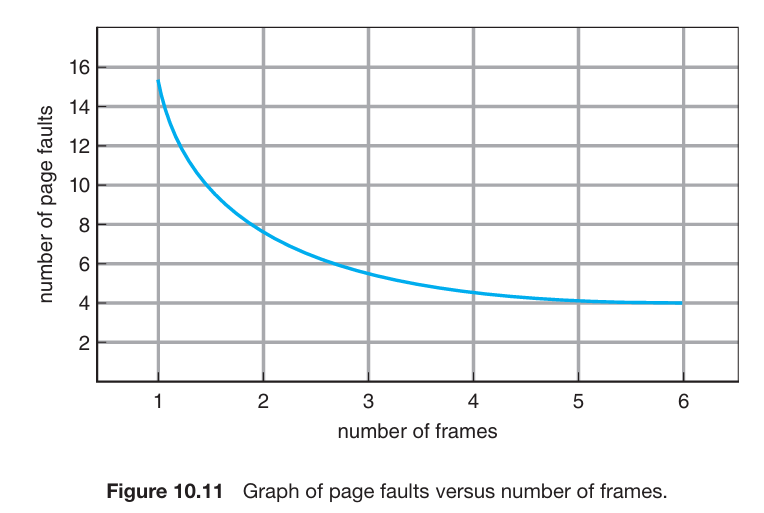 16
14
12
10
8
6
4
2
number of page faults
1 2 3 4 5 6
number of frames
Figure 10.11 Graph of page faults versus number of frames.